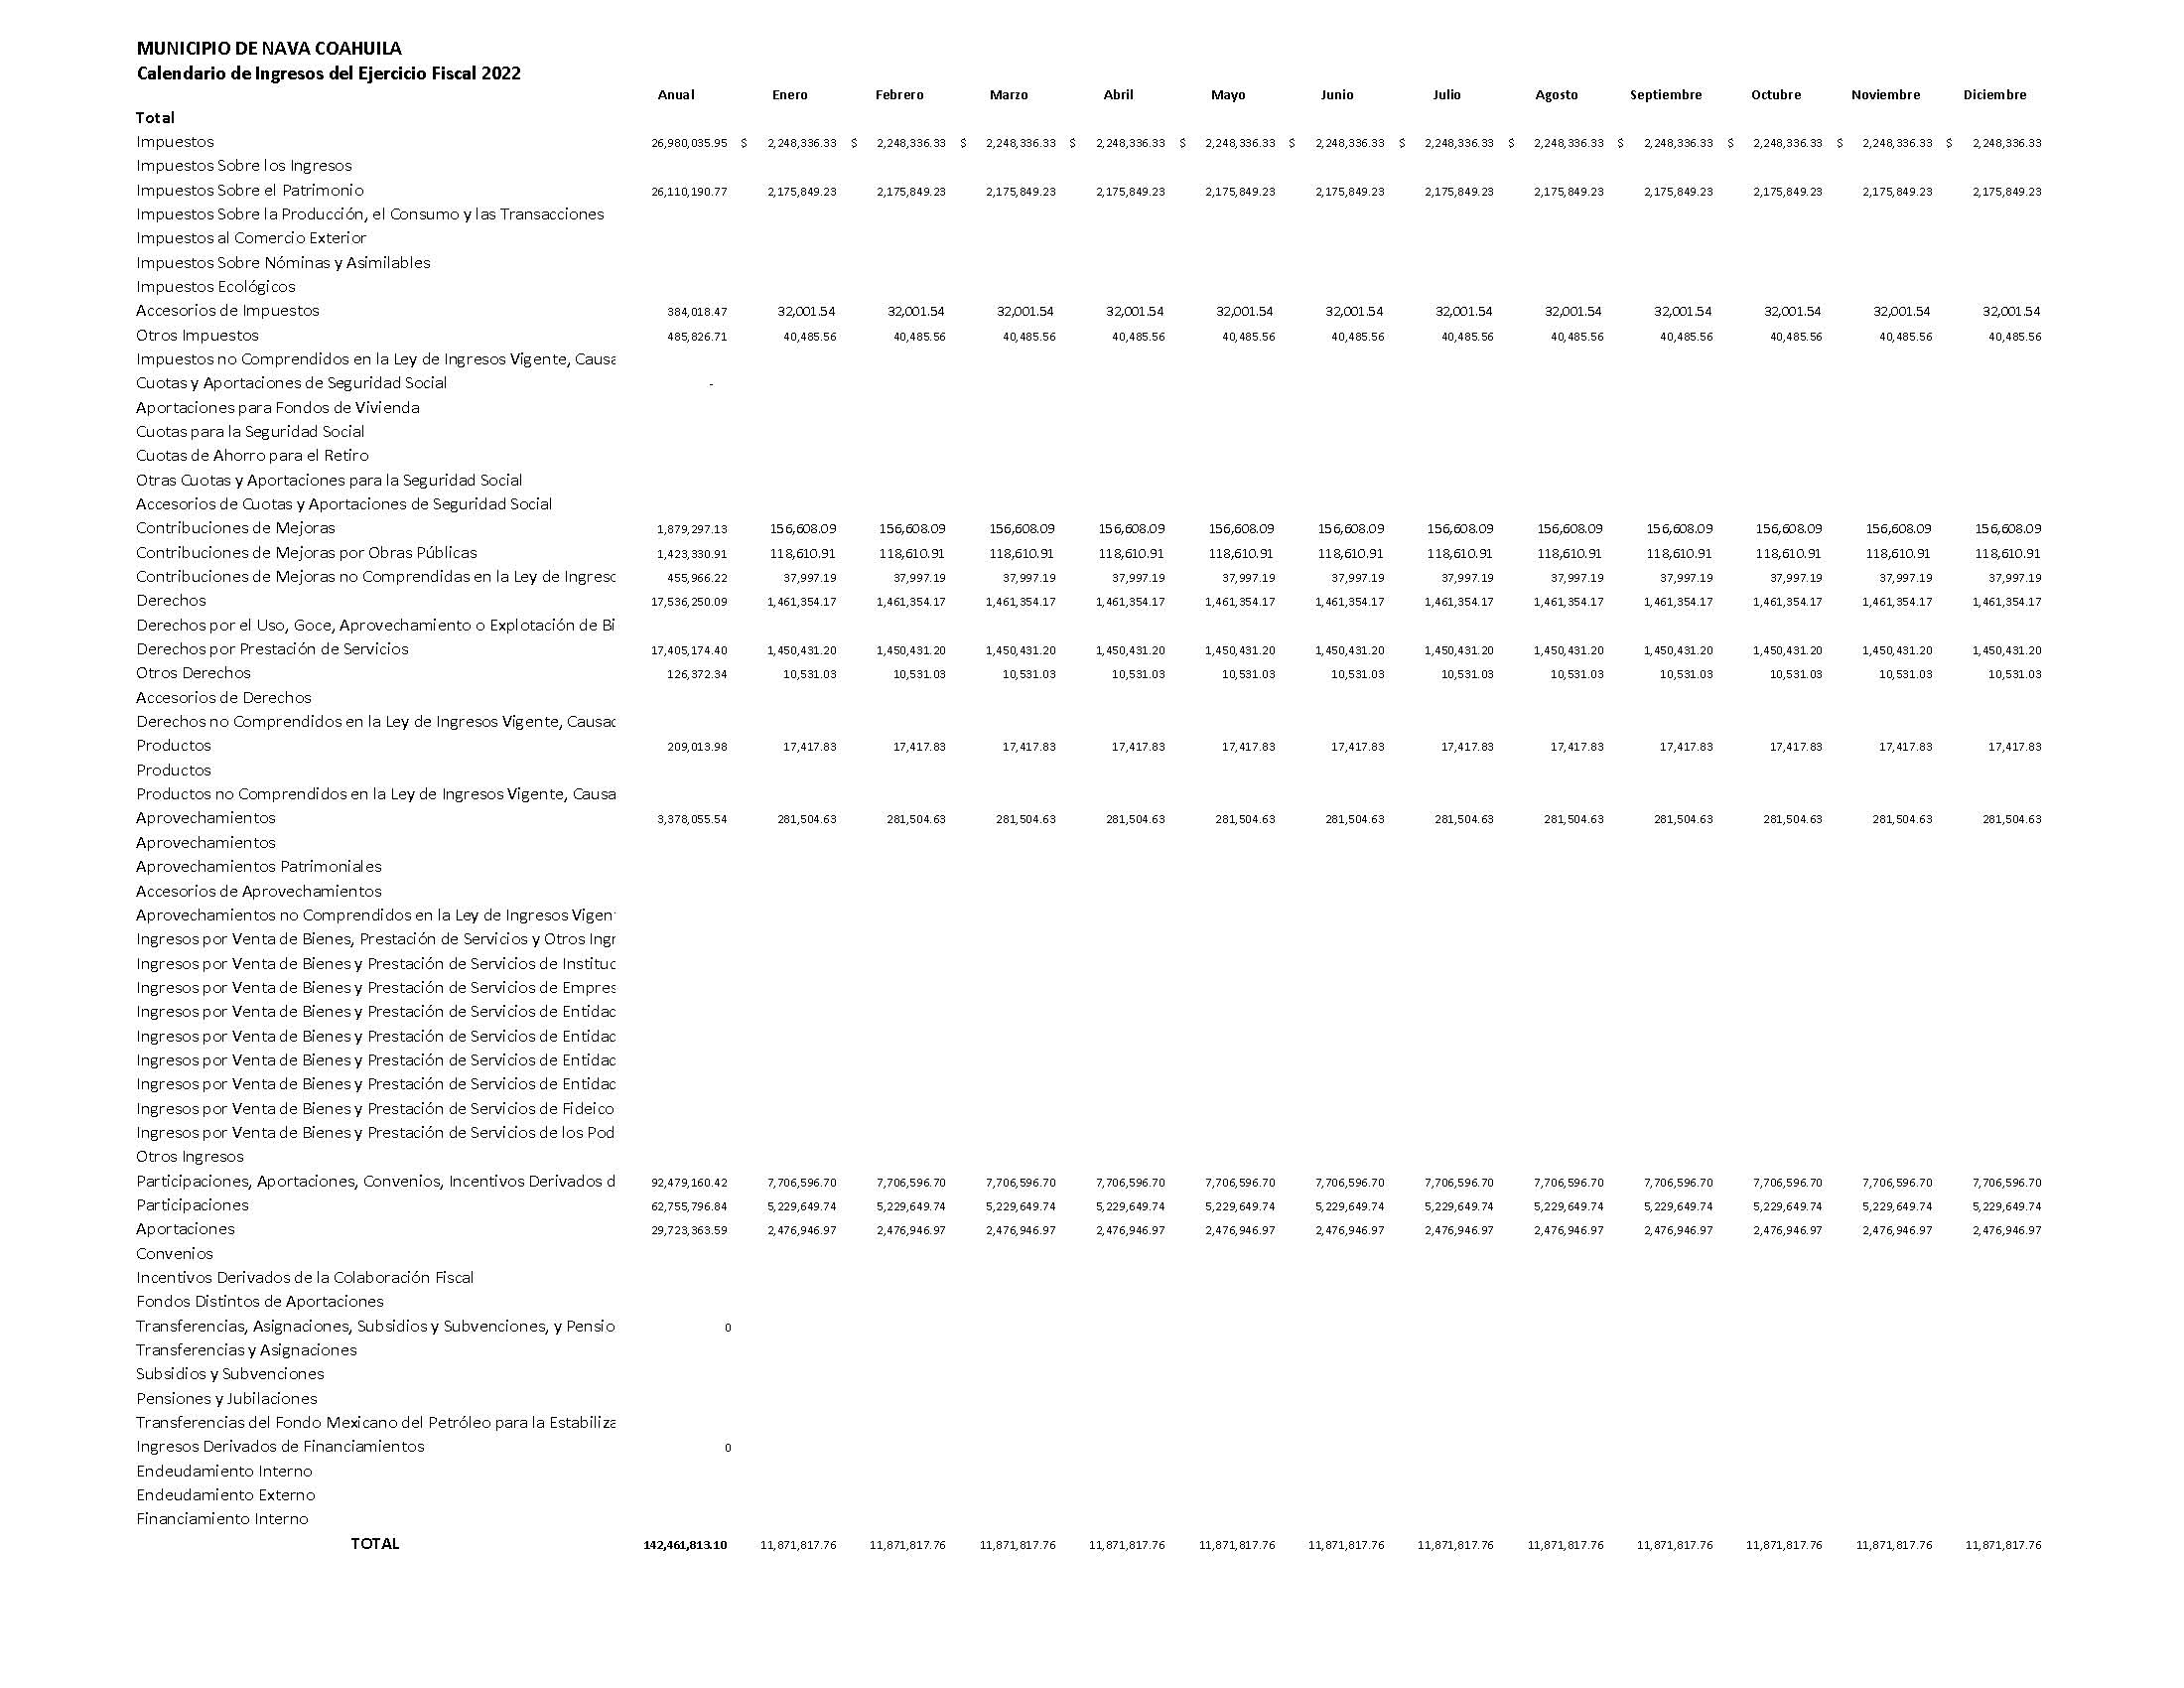 MUNICIPIO DE NAVA COAHUILA
Calendario de Ingresos del Ejercicio Fiscal 2022
Anual Enero Febrero Marzo Abril Mayo Junio Julio Agosto Septiembre Octubre Noviembre Diciembre
Total
Impuestos 26,980,035.95 $ 2,248,336.33 $ 2,248,336.33 $ 2,248,336.33 $ 2,248,336.33 $ 2,248,336.33 $ 2,248,336.33 $ 2,248,336.33 $ 2,248,336.33 $ 2,248,336.33 $ 2,248,336.33 $ 2,248,336.33 $ 2,248,336.33
Impuestos Sobre los Ingresos
Impuestos Sobre el Patrimonio 26,110,190.77 2,175,849.23 2,175,849.23 2,175,849.23 2,175,849.23 2,175,849.23 2,175,849.23 2,175,849.23 2,175,849.23 2,175,849.23 2,175,849.23 2,175,849.23 2,175,849.23
Impuestos Sobre la Producción, el Consumo y las Transacciones
Impuestos al Comercio Exterior
Impuestos Sobre Nóminas y Asimilables
Impuestos Ecológicos
Accesorios de Impuestos 384,018.47 32,001.54 32,001.54 32,001.54 32,001.54 32,001.54 32,001.54 32,001.54 32,001.54 32,001.54 32,001.54 32,001.54 32,001.54
Otros Impuestos 485,826.71 40,485.56 40,485.56 40,485.56 40,485.56 40,485.56 40,485.56 40,485.56 40,485.56 40,485.56 40,485.56 40,485.56 40,485.56
Impuestos no Comprendidos en la Ley de Ingresos Vigente, Causa
Cuotas y Aportaciones de Seguridad Social -
Aportaciones para Fondos de Vivienda
Cuotas para la Seguridad Social
Cuotas de Ahorro para el Retiro
Otras Cuotas y Aportaciones para la Seguridad Social
Accesorios de Cuotas y Aportaciones de Seguridad Social
Contribuciones de Mejoras 1,879,297.13 156,608.09 156,608.09 156,608.09 156,608.09 156,608.09 156,608.09 156,608.09 156,608.09 156,608.09 156,608.09 156,608.09 156,608.09
Contribuciones de Mejoras por Obras Públicas 1,423,330.91 118,610.91 118,610.91 118,610.91 118,610.91 118,610.91 118,610.91 118,610.91 118,610.91 118,610.91 118,610.91 118,610.91 118,610.91
Contribuciones de Mejoras no Comprendidas en la Ley de Ingresc 455,966.22 37,997.19 37,997.19 37,997.19 37,997.19 37,997.19 37,997.19 37,997.19 37,997.19 37,997.19 37,997.19 37,997.19 37,997.19
Derechos 17,536,250.09 1,461,354.17 1,461,354.17 1,461,354.17 1,461,354.17 1,461,354.17 1,461,354.17 1,461,354.17 1,461,354.17 1,461,354.17 1,461,354.17 1,461,354.17 1,461,354.17
Derechos por el Uso, Goce, Aprovechamiento o Explotación de Bi
Derechos por Prestación de Servicios 17,405,174.40 1,450,431.20 1,450,431.20 1,450,431.20 1,450,431.20 1,450,431.20 1,450,431.20 1,450,431.20 1,450,431.20 1,450,431.20 1,450,431.20 1,450,431.20 1,450,431.20
Otros Derechos 126,372.34 10,531.03 10,531.03 10,531.03 10,531.03 10,531.03 10,531.03 10,531.03 10,531.03 10,531.03 10,531.03 10,531.03 10,531.03
Accesorios de Derechos
Derechos no Comprendidos en la Ley de Ingresos Vigente, Causac
Productos 209,013.98 17,417.83 17,417.83 17,417.83 17,417.83 17,417.83 17,417.83 17,417.83 17,417.83 17,417.83 17,417.83 17,417.83 17,417.83
Productos
Productos no Comprendidos en la Ley de Ingresos Vigente, Causa
Aprovechamientos 3,378,055.54 281,504.63 281,504.63 281,504.63 281,504.63 281,504.63 281,504.63 281,504.63 281,504.63 281,504.63 281,504.63 281,504.63 281,504.63
Aprovechamientos
Aprovechamientos Patrimoniales
Accesorios de Aprovechamientos
Aprovechamientos no Comprendidos en la Ley de Ingresos Vigent
Ingresos por Venta de Bienes, Prestación de Servicios y Otros Ingr
Ingresos por Venta de Bienes y Prestación de Servicios de Instituc
Ingresos por Venta de Bienes y Prestación de Servicios de Empres
Ingresos por Venta de Bienes y Prestación de Servicios de Entidac
Ingresos por Venta de Bienes y Prestación de Servicios de Entidac
Ingresos por Venta de Bienes y Prestación de Servicios de Entidac
Ingresos por Venta de Bienes y Prestación de Servicios de Entidac
Ingresos por Venta de Bienes y Prestación de Servicios de Fideico
Ingresos por Venta de Bienes y Prestación de Servicios de los Pod
Otros Ingresos
Participaciones, Aportaciones, Convenios, Incentivos Derivados d 92,479,160.42 7,706,596.70 7,706,596.70 7,706,596.70 7,706,596.70 7,706,596.70 7,706,596.70 7,706,596.70 7,706,596.70 7,706,596.70 7,706,596.70 7,706,596.70 7,706,596.70
Participaciones 62,755,796.84 5,229,649.74 5,229,649.74 5,229,649.74 5,229,649.74 5,229,649.74 5,229,649.74 5,229,649.74 5,229,649.74 5,229,649.74 5,229,649.74 5,229,649.74 5,229,649.74
Aportaciones 29,723,363.59 2,476,946.97 2,476,946.97 2,476,946.97 2,476,946.97 2,476,946.97 2,476,946.97 2,476,946.97 2,476,946.97 2,476,946.97 2,476,946.97 2,476,946.97 2,476,946.97
Convenios
Incentivos Derivados de la Colaboración Fiscal
Fondos Distintos de Aportaciones
Transferencias, Asignaciones, Subsidios y Subvenciones, y Pensio 0
Transferencias y Asignaciones
Subsidios y Subvenciones
Pensiones y Jubilaciones
Transferencias del Fondo Mexicano del Petróleo para la Estabiliza
Ingresos Derivados de Financiamientos 0
Endeudamiento Interno
Endeudamiento Externo
Financiamiento Interno
TOTAL 142,461,813.10 11,871,817.76 11,871,817.76 11,871,817.76 11,871,817.76 11,871,817.76 11,871,817.76 11,871,817.76 11,871,817.76 11,871,817.76 11,871,817.76 11,871,817.76 11,871,817.76